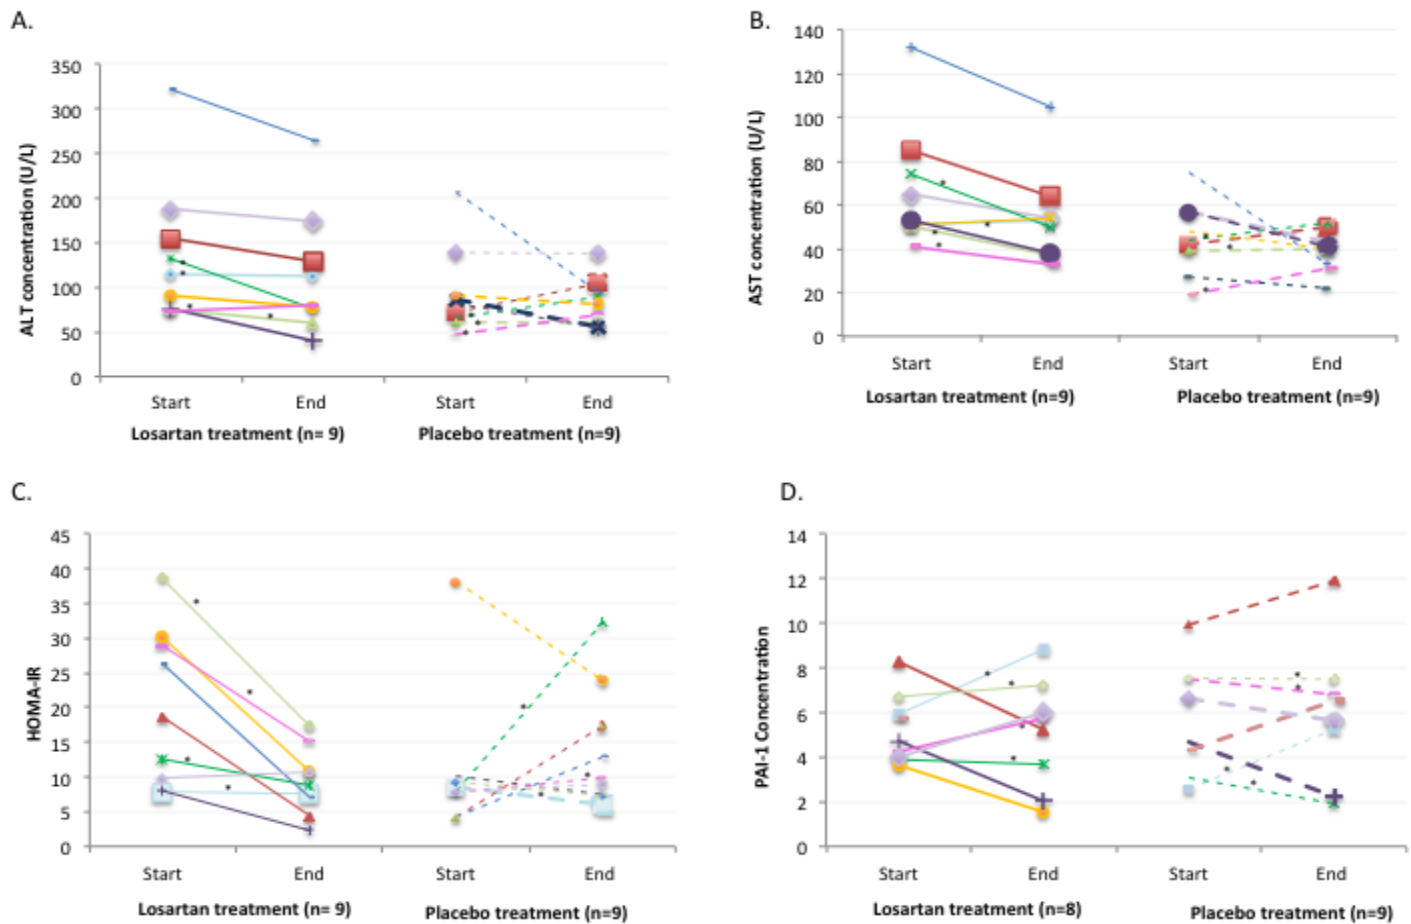 A.
ALT concentration (U/L)
350
300
250
200
150
100
50
0
Start End Start End
Losartan treatment (n= 9) Placebo treatment (n=9)
B.
AST concentration (U/L)
140
120
100
80
60
40
20
0
Start End Start End
Losartan treatment (n=9) Placebo treatment (n=9)
C.
HOMA-IR
45
40
35
30
25
20
15
10
5
0
Start End Start End
Losartan treatment (n= 9) Placebo treatment (n=9)
D.
PAI-1 Concentration
14
12
10
8
6
4
2
0
Start End Start End
Losartan treatment (n=8) Placebo treatment (n=9)